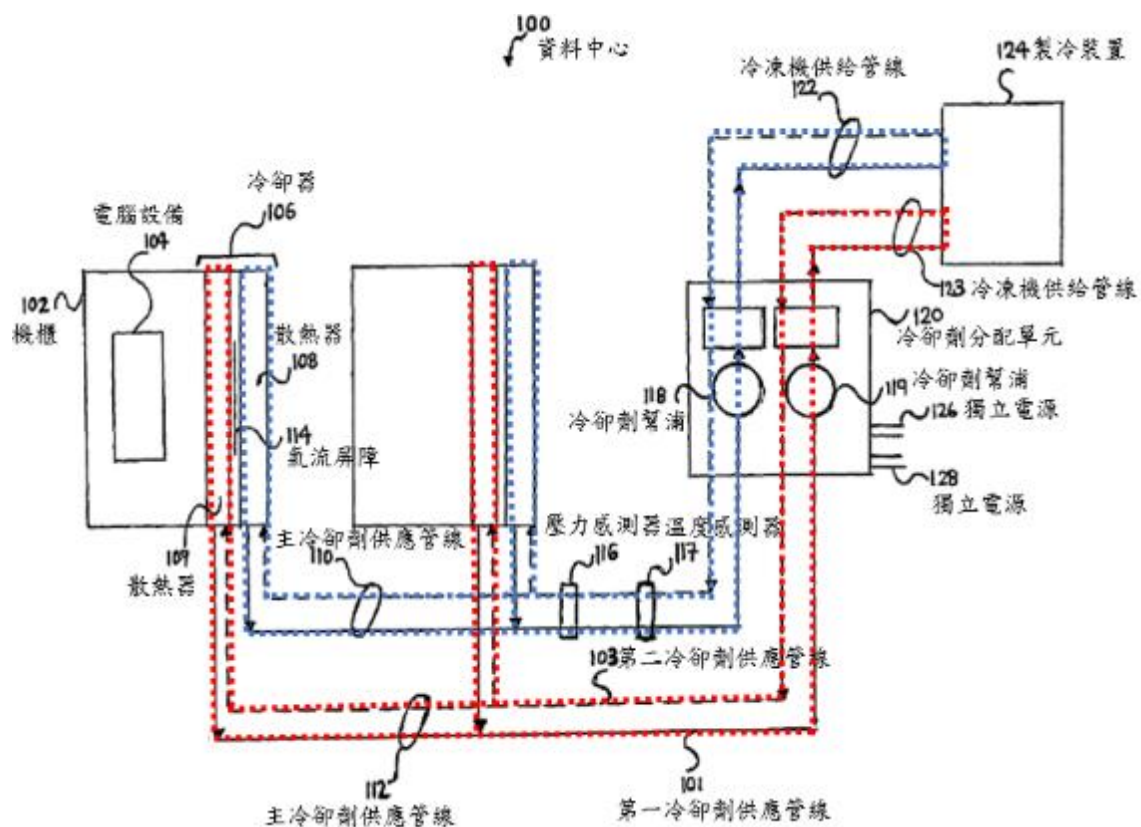 100
資料中心
124製冷裝置
冷凍機供給管線
122
冷卻器
106
電腦設備
104
102
機櫃
散熱器
108
123冷凍機供給管線
120
冷卻劑分配單元
119冷卻劑幫浦
118
冷卻劑幫浦
126獨立電源
128
獨立電源
114
氣流屏障
主冷卻劑供應管線
110
壓力感測器溫度感測器
116
117
109
散熱器
103第二冷卻劑供應管線
112
主冷卻劑供應管線
101
第一冷卻劑供應管線